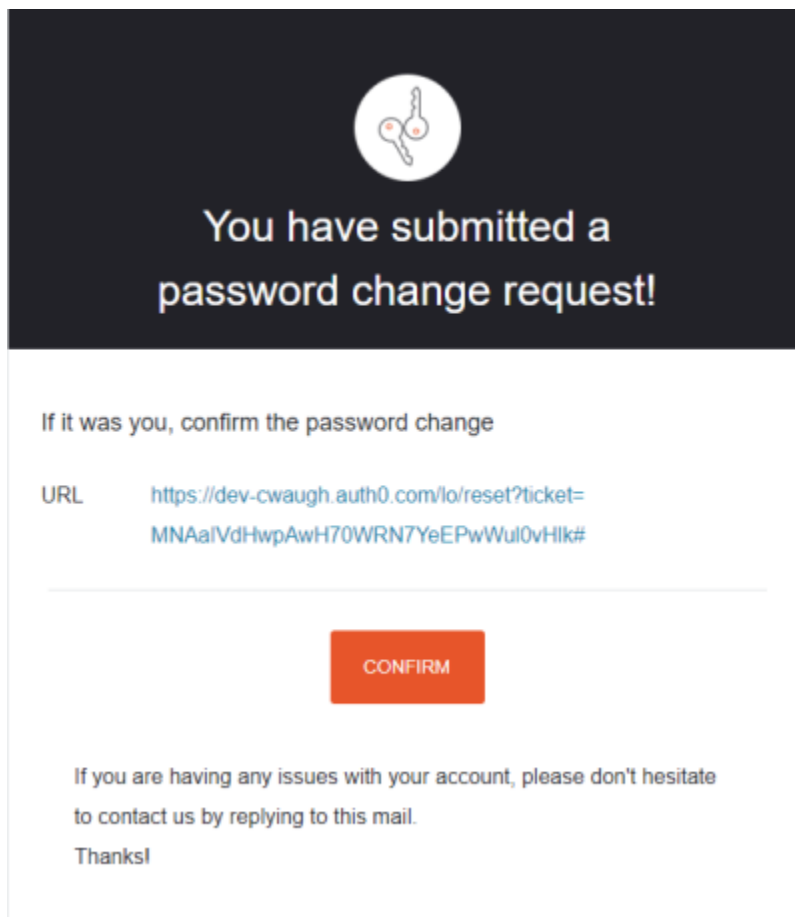 You have submitted a
password change request!
If it was you, confirm the password change
URL https://dev-cwaugh.auth0.com/lo/reset?ticket=
MNAalVdHwpAwH70WRN7YeEPwWul0vHlk#
CONFIRM
If you are having any issues with your account, please don't hesitate
to contact us by replying to this mail.
Thanks!